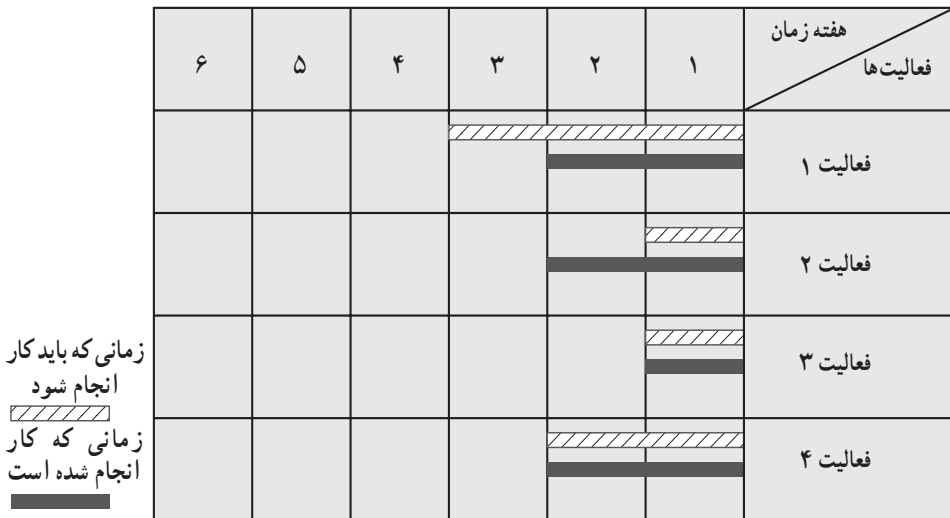 هفته زمان
فعالیت‌ها
۱ ۲ ۳ ۴ ۵ ۶
فعالیت ۱
فعالیت ۲
فعالیت ۳
فعالیت ۴
زمانی‌که باید کار
انجام شود
زمانی که کار
انجام شده است